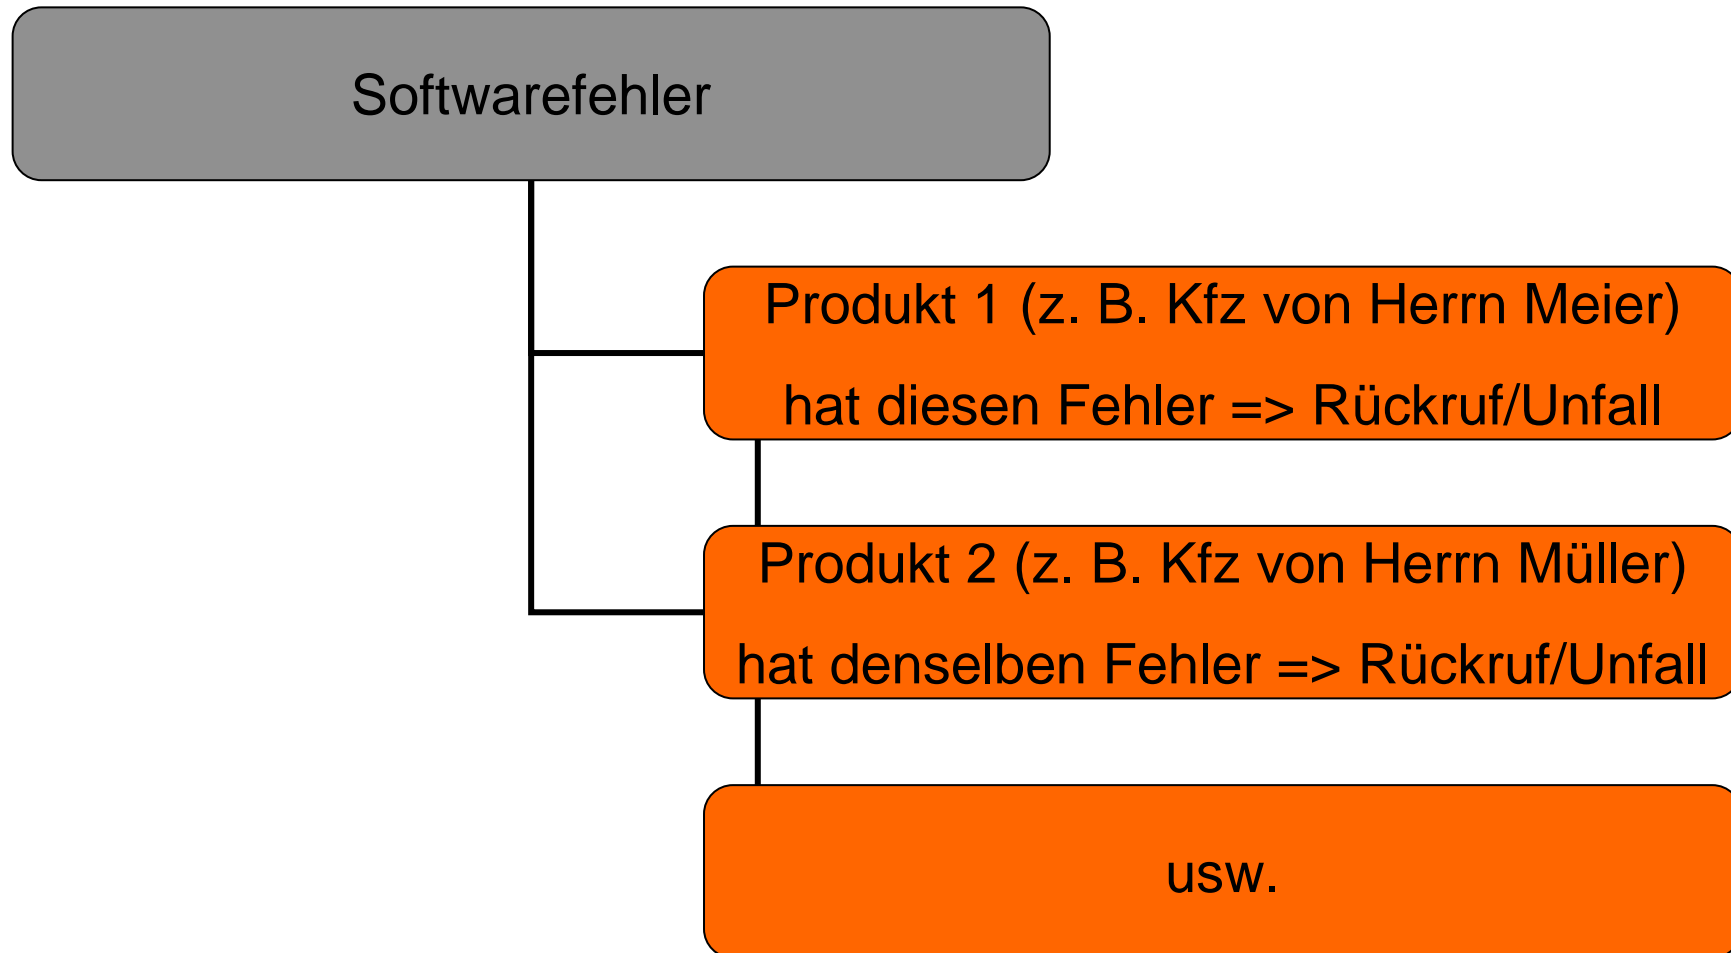 Softwarefehler
Produkt 1 (z. B. Kfz von Herrn Meier)
hat diesen Fehler => Rückruf/Unfall
Produkt 2 (z. B. Kfz von Herrn Müller)
hat denselben Fehler => Rückruf/Unfall
usw.